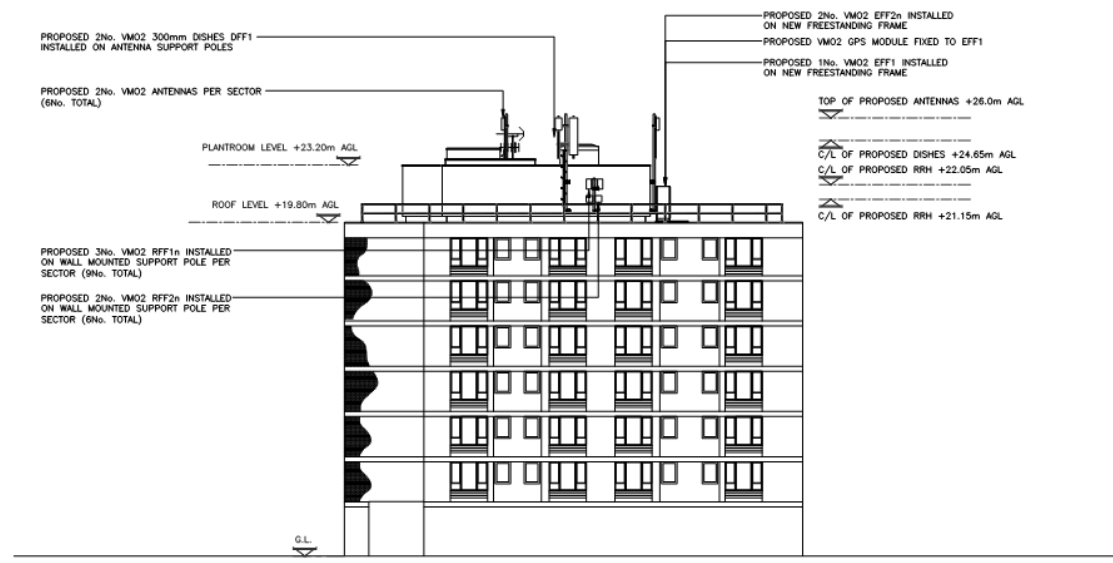 PROPOSED 2No. VMO2 300mm DISHES DFF1
INSTALLED ON ANTENNA SUPPORT POLES
PROPOSED 2No. VMO2 ANTENNAS PER SECTOR
(6No. TOTAL)
PLANTROOM LEVEL +23.20m AGL
ROOF LEVEL +19.80m AGL
PROPOSED 3No. VMO2 RFF1n INSTALLED
ON WALL MOUNTED SUPPORT POLE PER
SECTOR (9No. TOTAL)
PROPOSED 2No. VMO2 RFF2n INSTALLED
ON WALL MOUNTED SUPPORT POLE PER
SECTOR (6No. TOTAL)
G.L.
PROPOSED 2No. VMO2 EFF2n INSTALLED
ON NEW FREESTANDING FRAME
PROPOSED VMO2 GPS MODULE FIXED TO EFF1
PROPOSED 1No. VMO2 EFF1 INSTALLED
ON NEW FREESTANDING FRAME
TOP OF PROPOSED ANTENNAS +26.0m AGL
C/L OF PROPOSED DISHES +24.65m AGL
C/L OF PROPOSED RRH +22.05m AGL
C/L OF PROPOSED RRH +21.15m AGL